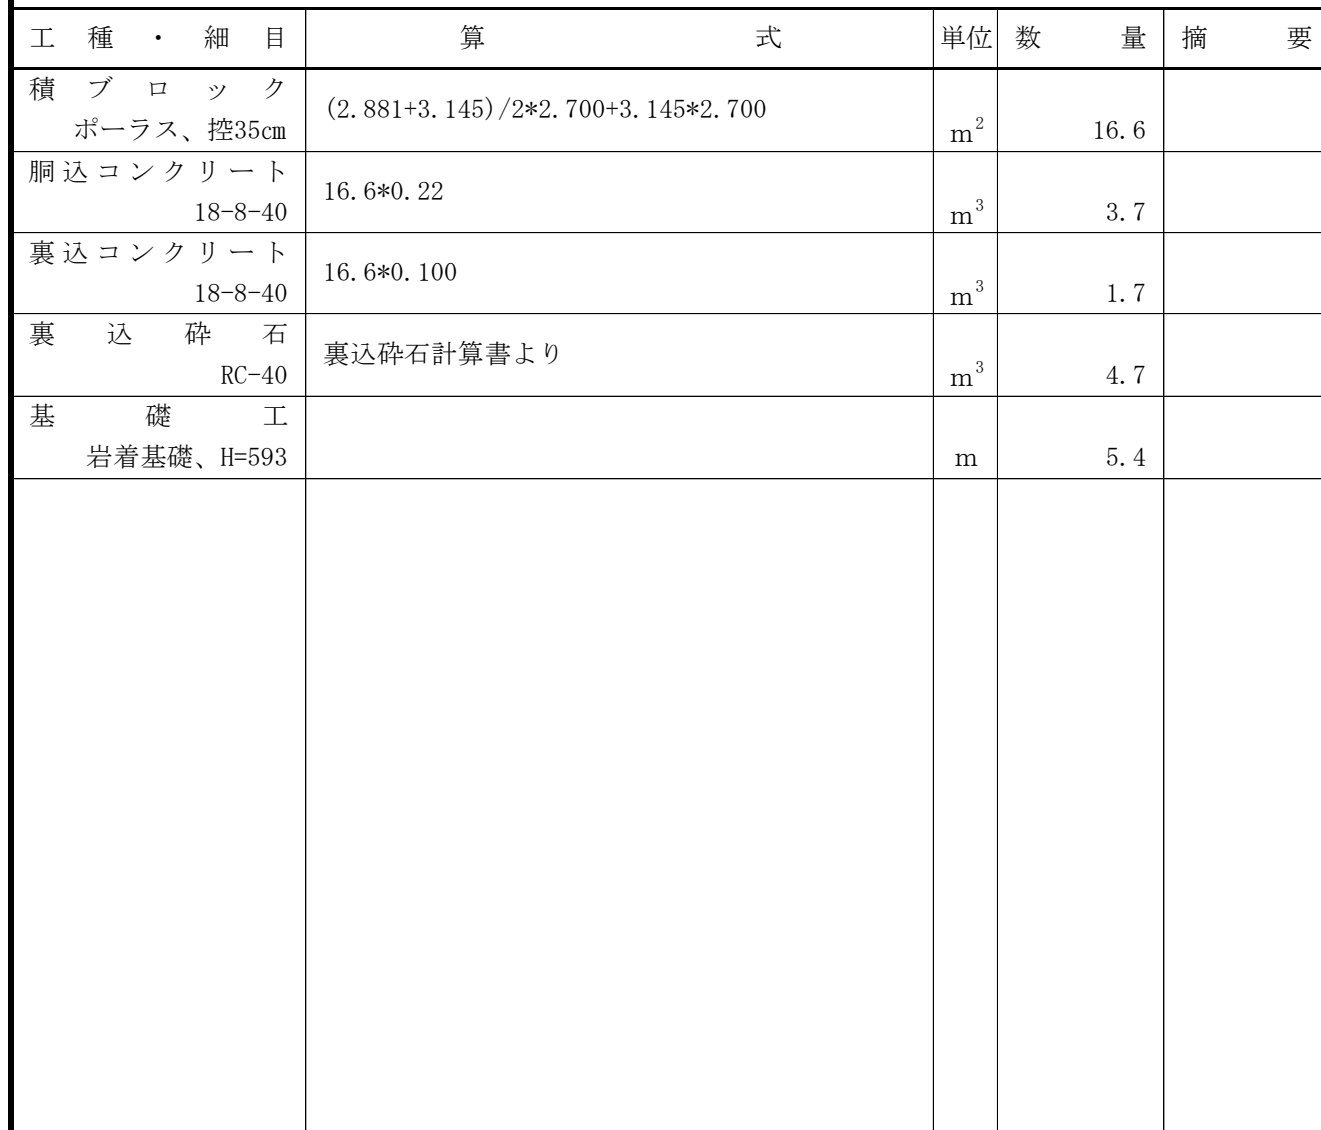 工種・細目 算式 単位 数量 摘要
積ブロック
ポーラス、控35㎝ (2.881+3.145)/2*2.700+3.145*2.700 m² 16.6
胴込コンクリート
18-8-40 16.6*0.22 m³ 3.7
裏込コンクリート
18-8-40 16.6*0.100 m³ 1.7
裏込砕石
RC-40 裏込砕石計算書より m³ 4.7
基礎工
岩着基礎、H=593 m 5.4